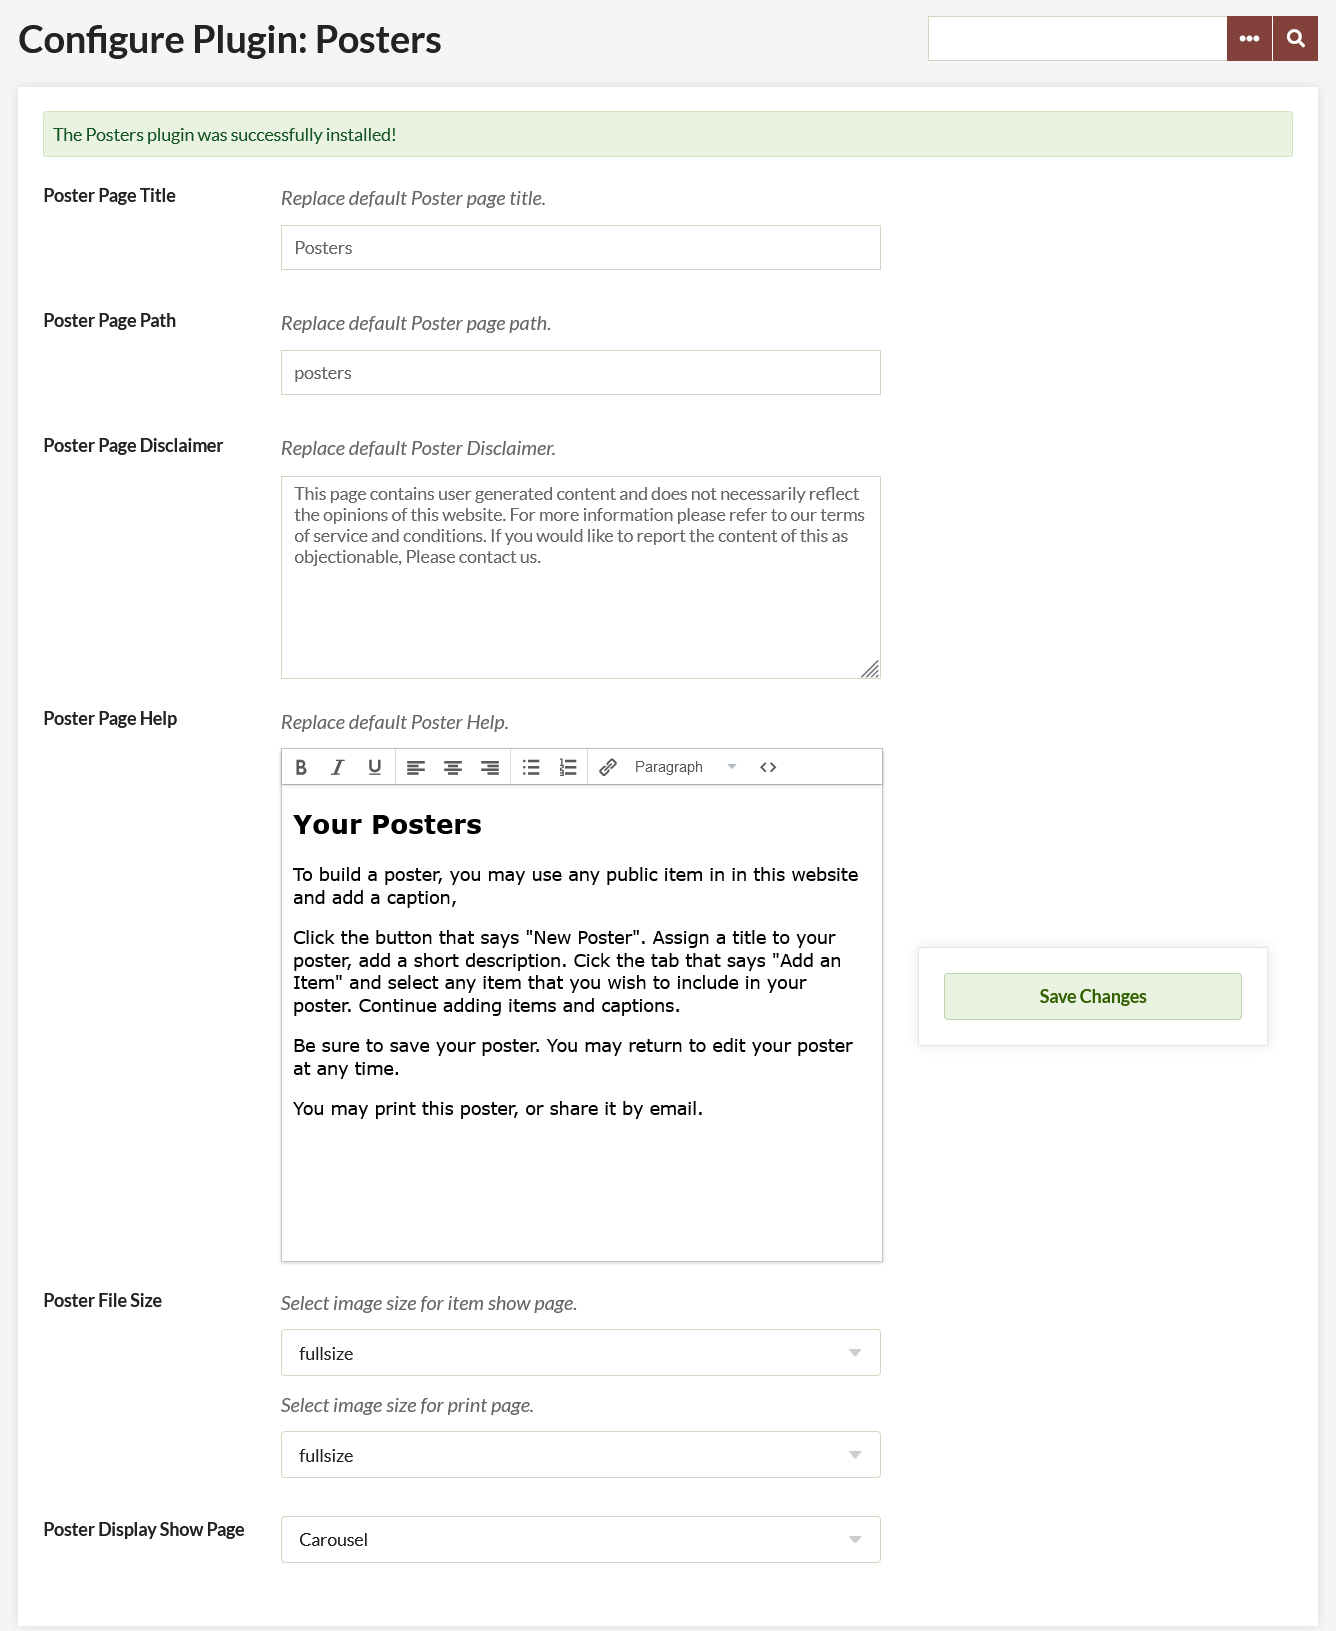 Configure Plugin: Posters
The Posters plugin was successfully installed!
Poster Page Title
Replace default Poster page title.
Posters
Poster Page Path
Replace default Poster page path.
posters
Poster Page Disclaimer
Replace default Poster Disclaimer.
This page contains user generated content and does not necessarily reflect
the opinions of this website. For more information please refer to our terms
of service and conditions. If you would like to report the content of this as
objectionable, Please contact us.
Poster Page Help
Replace default Poster Help.
B I U Paragraph <>
Your Posters
To build a poster, you may use any public item in in this website
and add a caption,
Click the button that says "New Poster". Assign a title to your
poster, add a short description. Cick the tab that says "Add an
Item" and select any item that you wish to include in your
poster. Continue adding items and captions.
Be sure to save your poster. You may return to edit your poster
at any time.
You may print this poster, or share it by email.
Save Changes
Poster File Size
Select image size for item show page.
fullsize
Select image size for print page.
fullsize
Poster Display Show Page
Carousel